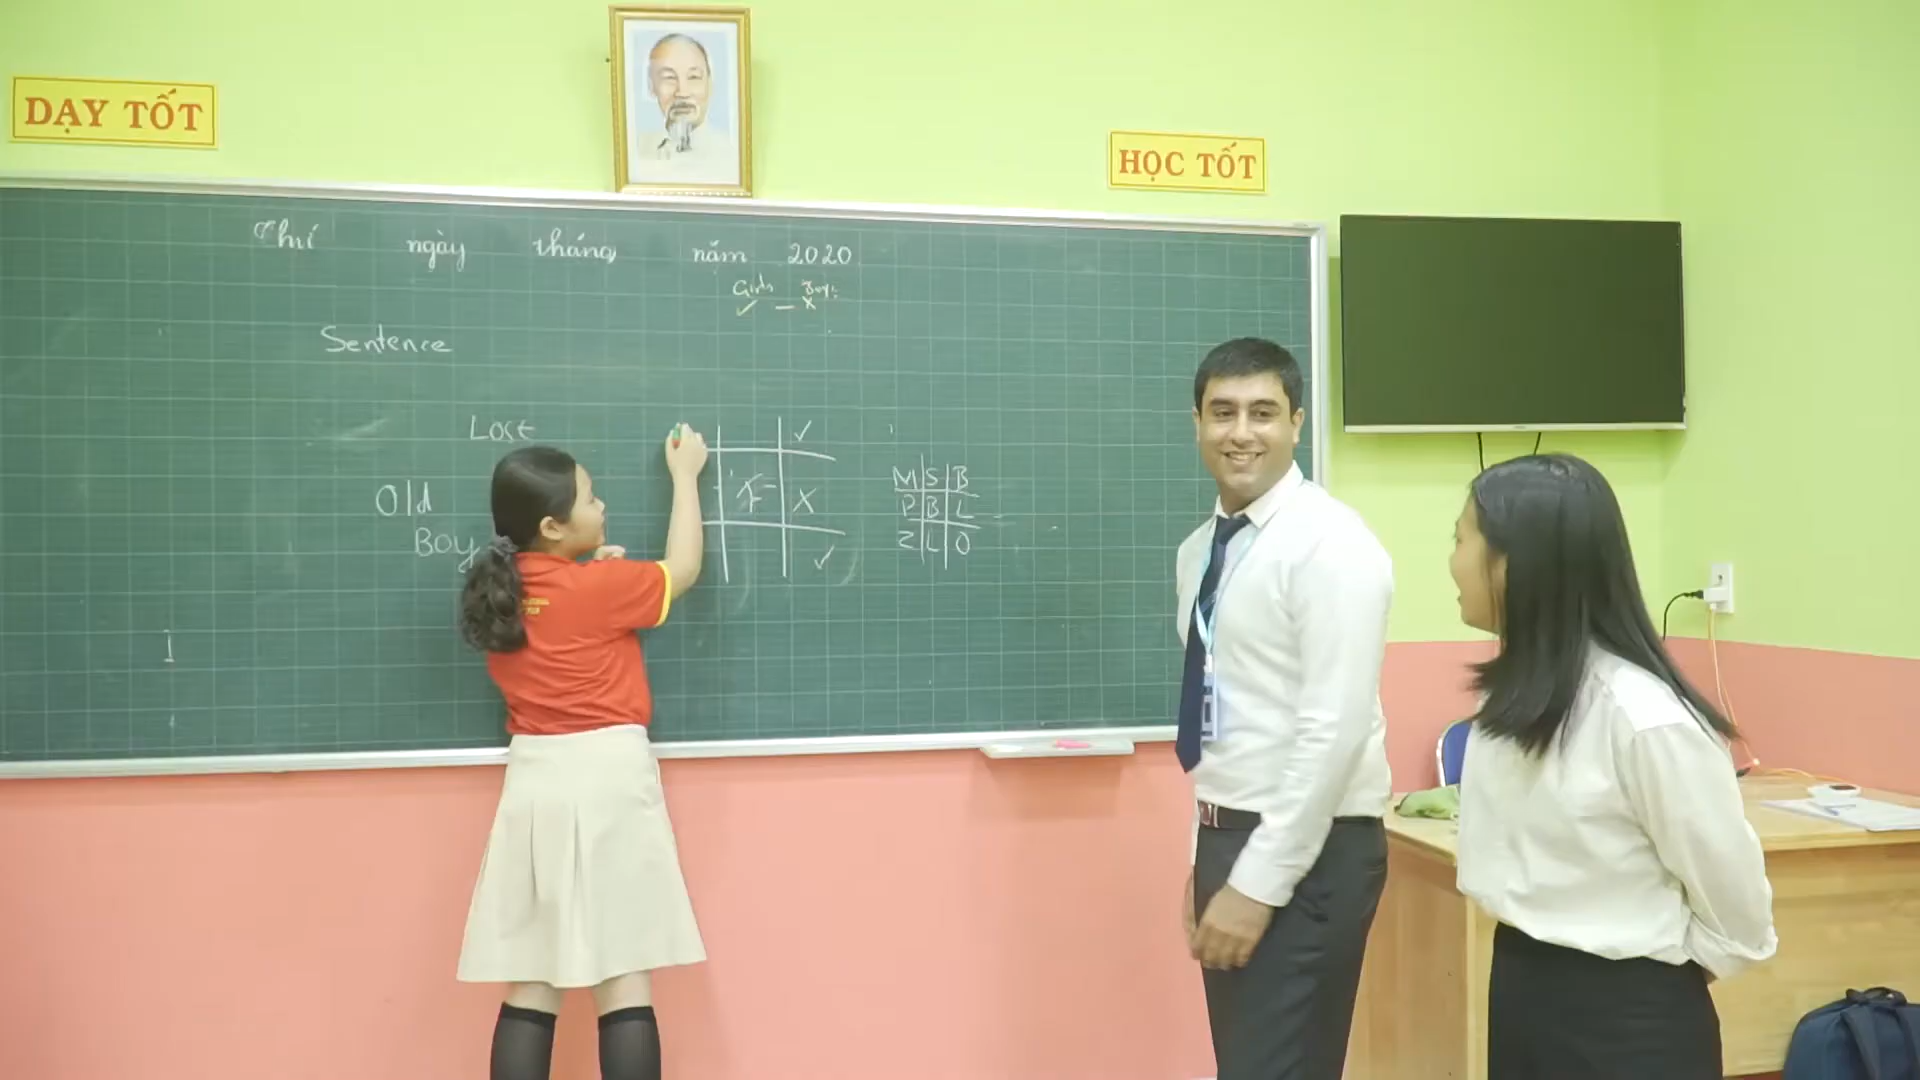 DẠY TỐT
HỌC TỐT
Thứ ngày tháng năm 2020
Girls Boys
✓ – X
Sentence
Lost
Old
Boy
✓
X
✓
M S B
P B L
Z L O